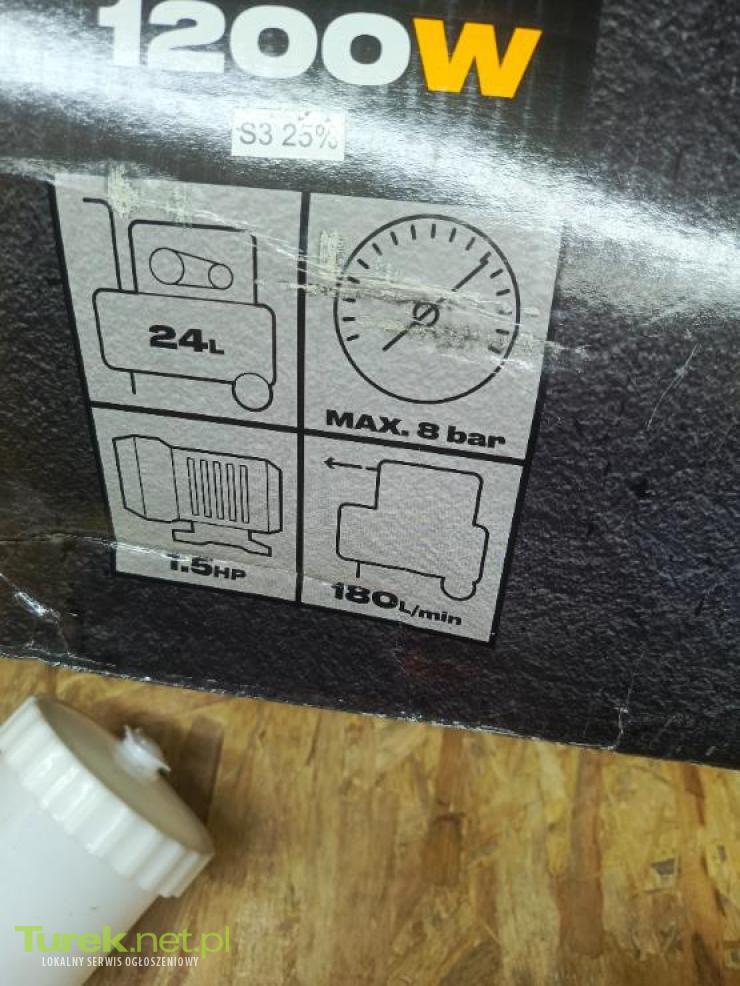 1200W
S3 25%
24L
MAX. 8 bar
1.5HP
180L/min
Turek.net.pl
LOKALNY SERWIS OGŁOSZENIOWY